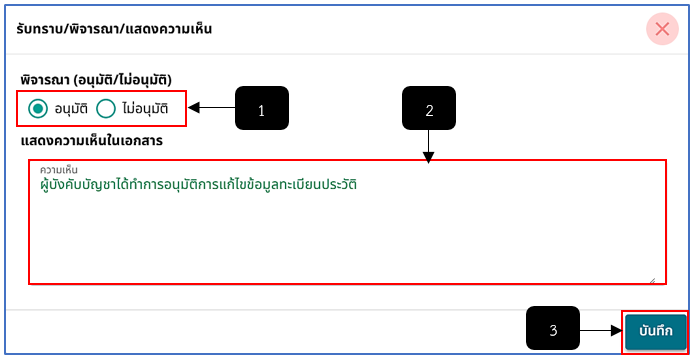 รับทราบ/พิจารณา/แสดงความเห็น
พิจารณา (อนุมัติ/ไม่อนุมัติ)
อนุมัติ ไม่อนุมัติ
1
2
แสดงความเห็นในเอกสาร
ความเห็น
ผู้บังคับบัญชาได้ทำการอนุมัติการแก้ไขข้อมูลทะเบียนประวัติ
3
บันทึก